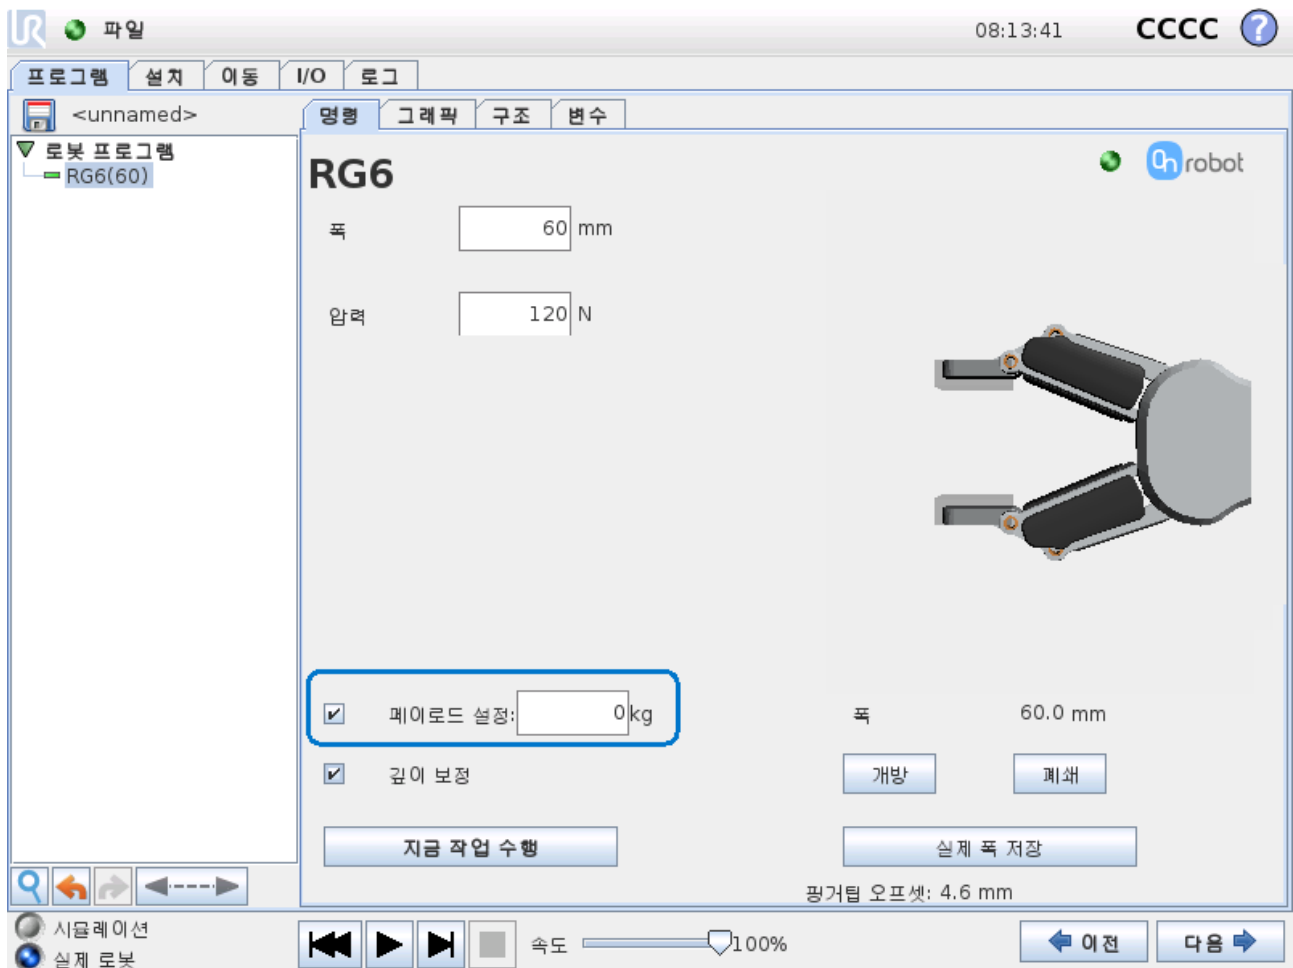 파일
08:13:41
CCCC
?
프로그램 설치 이동 I/O 로그
<unnamed>
명령 그래픽 구조 변수
로봇 프로그램
RG6(60)
RG6
On robot
폭 60 mm
압력 120 N
페이로드 설정: 0 kg
폭 60.0 mm
깊이 보정
개방 폐쇄
지금 작업 수행
실제 폭 저장
핑거팁 오프셋: 4.6 mm
시뮬레이션
실제 로봇
속도 100%
이전 다음